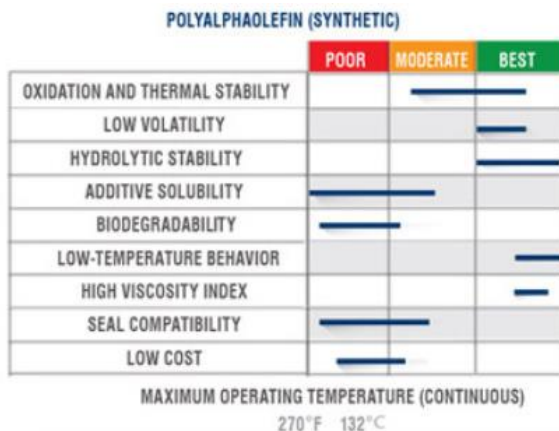 POLYALPHAOLEFIN (SYNTHETIC)
POOR MODERATE BEST
OXIDATION AND THERMAL STABILITY
LOW VOLATILITY
HYDROLYTIC STABILITY
ADDITIVE SOLUBILITY
BIODEGRADABILITY
LOW-TEMPERATURE BEHAVIOR
HIGH VISCOSITY INDEX
SEAL COMPATIBILITY
LOW COST
MAXIMUM OPERATING TEMPERATURE (CONTINUOUS)
270°F 132°C